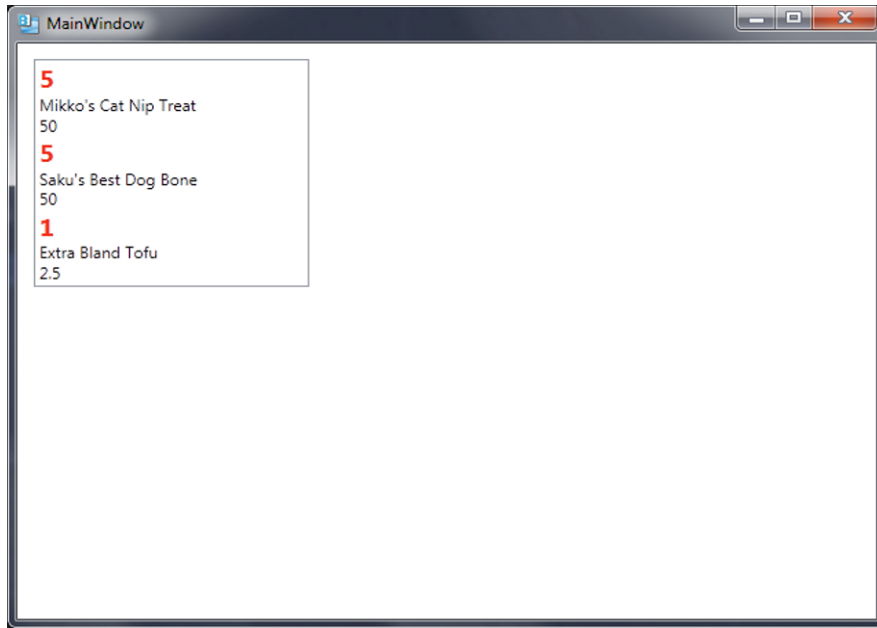 MainWindow
5
Mikko's Cat Nip Treat
50
5
Saku's Best Dog Bone
50
1
Extra Bland Tofu
2.5